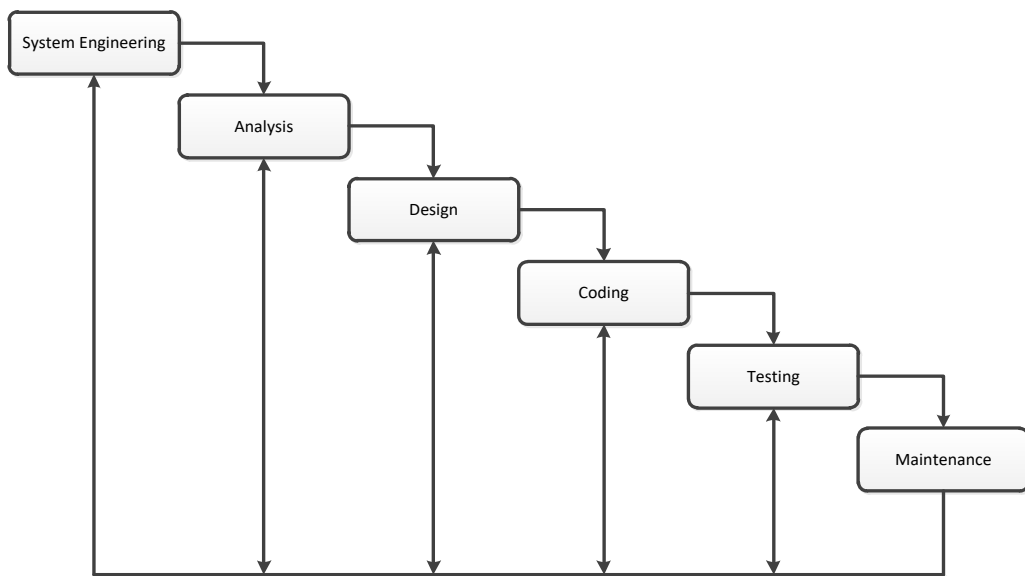 System Engineering
Analysis
Design
Coding
Testing
Maintenance